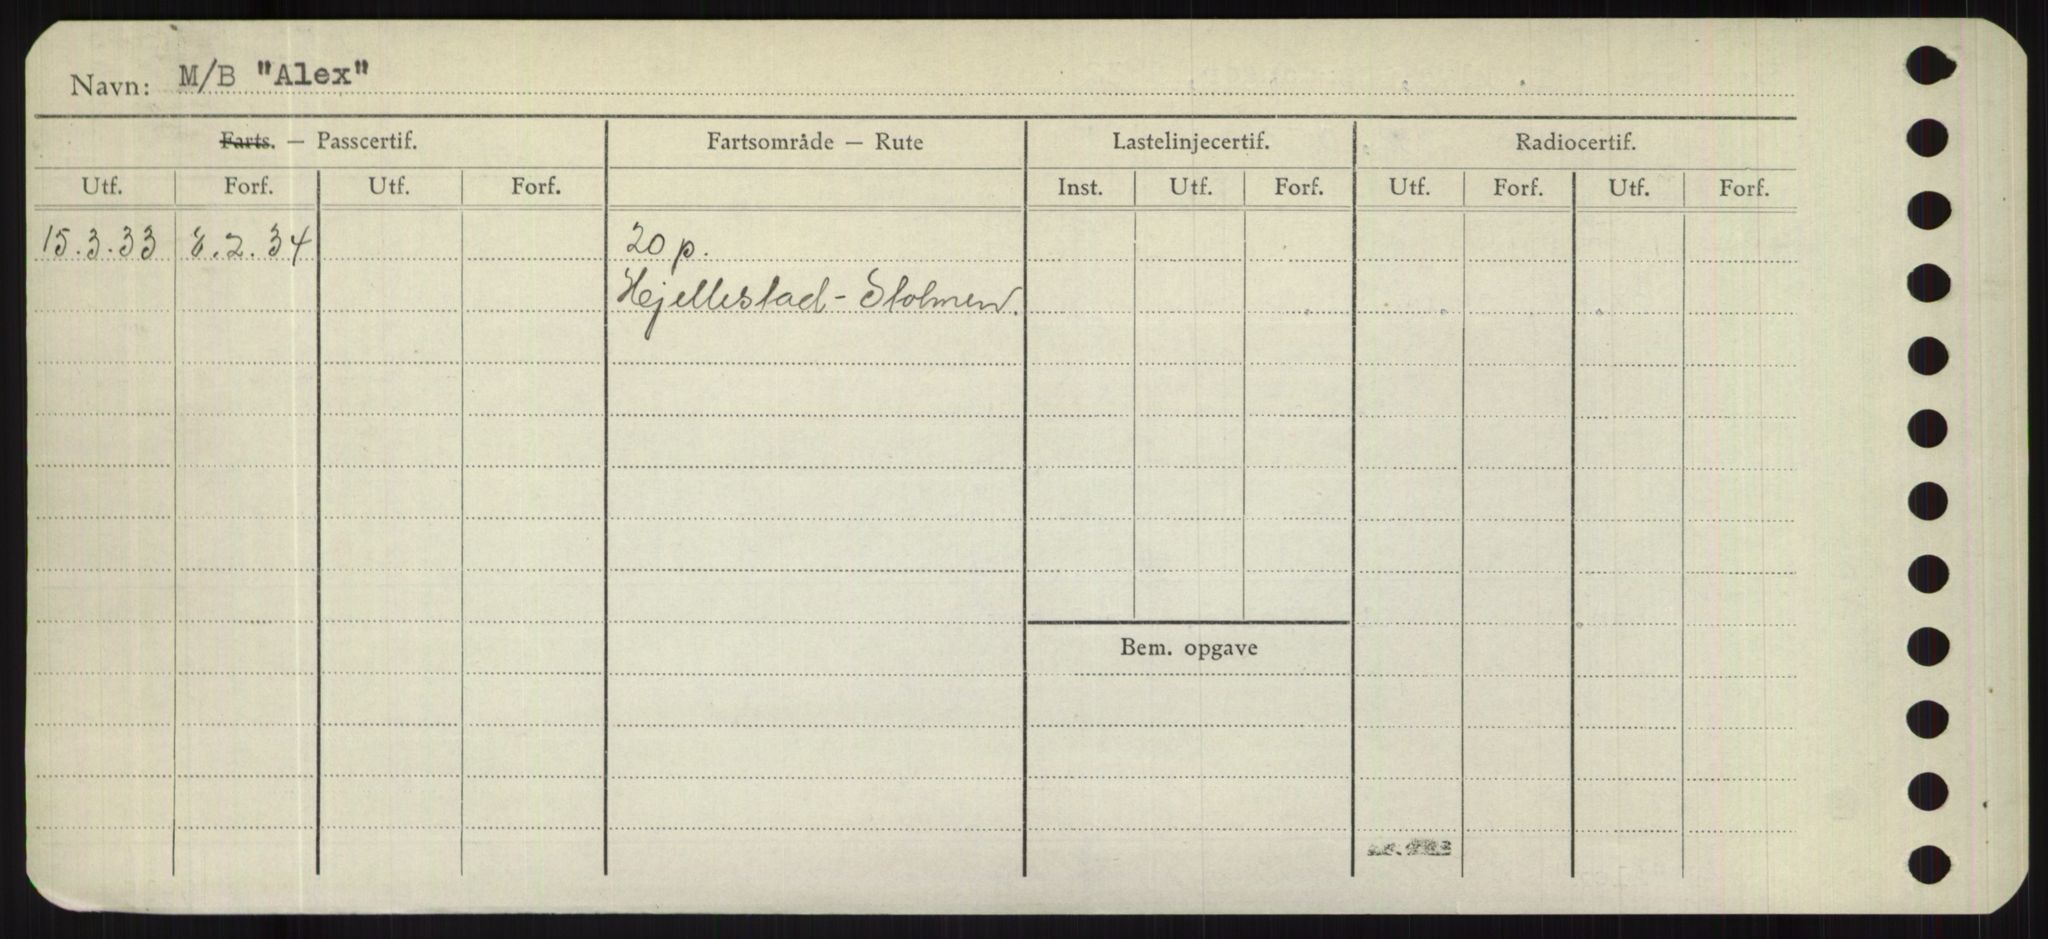 Navn: M/B "Alex"
Farts. — Passcertif. Fartsområde — Rute Lastelinjecertif. Radiocertif.
Utf. Forf. Utf. Forf. Inst. Utf. Forf. Utf. Forf. Utf. Forf.
15.3.33 8.2.34 20 p.
Hjellestad - Stolmen.
Bem. opgave